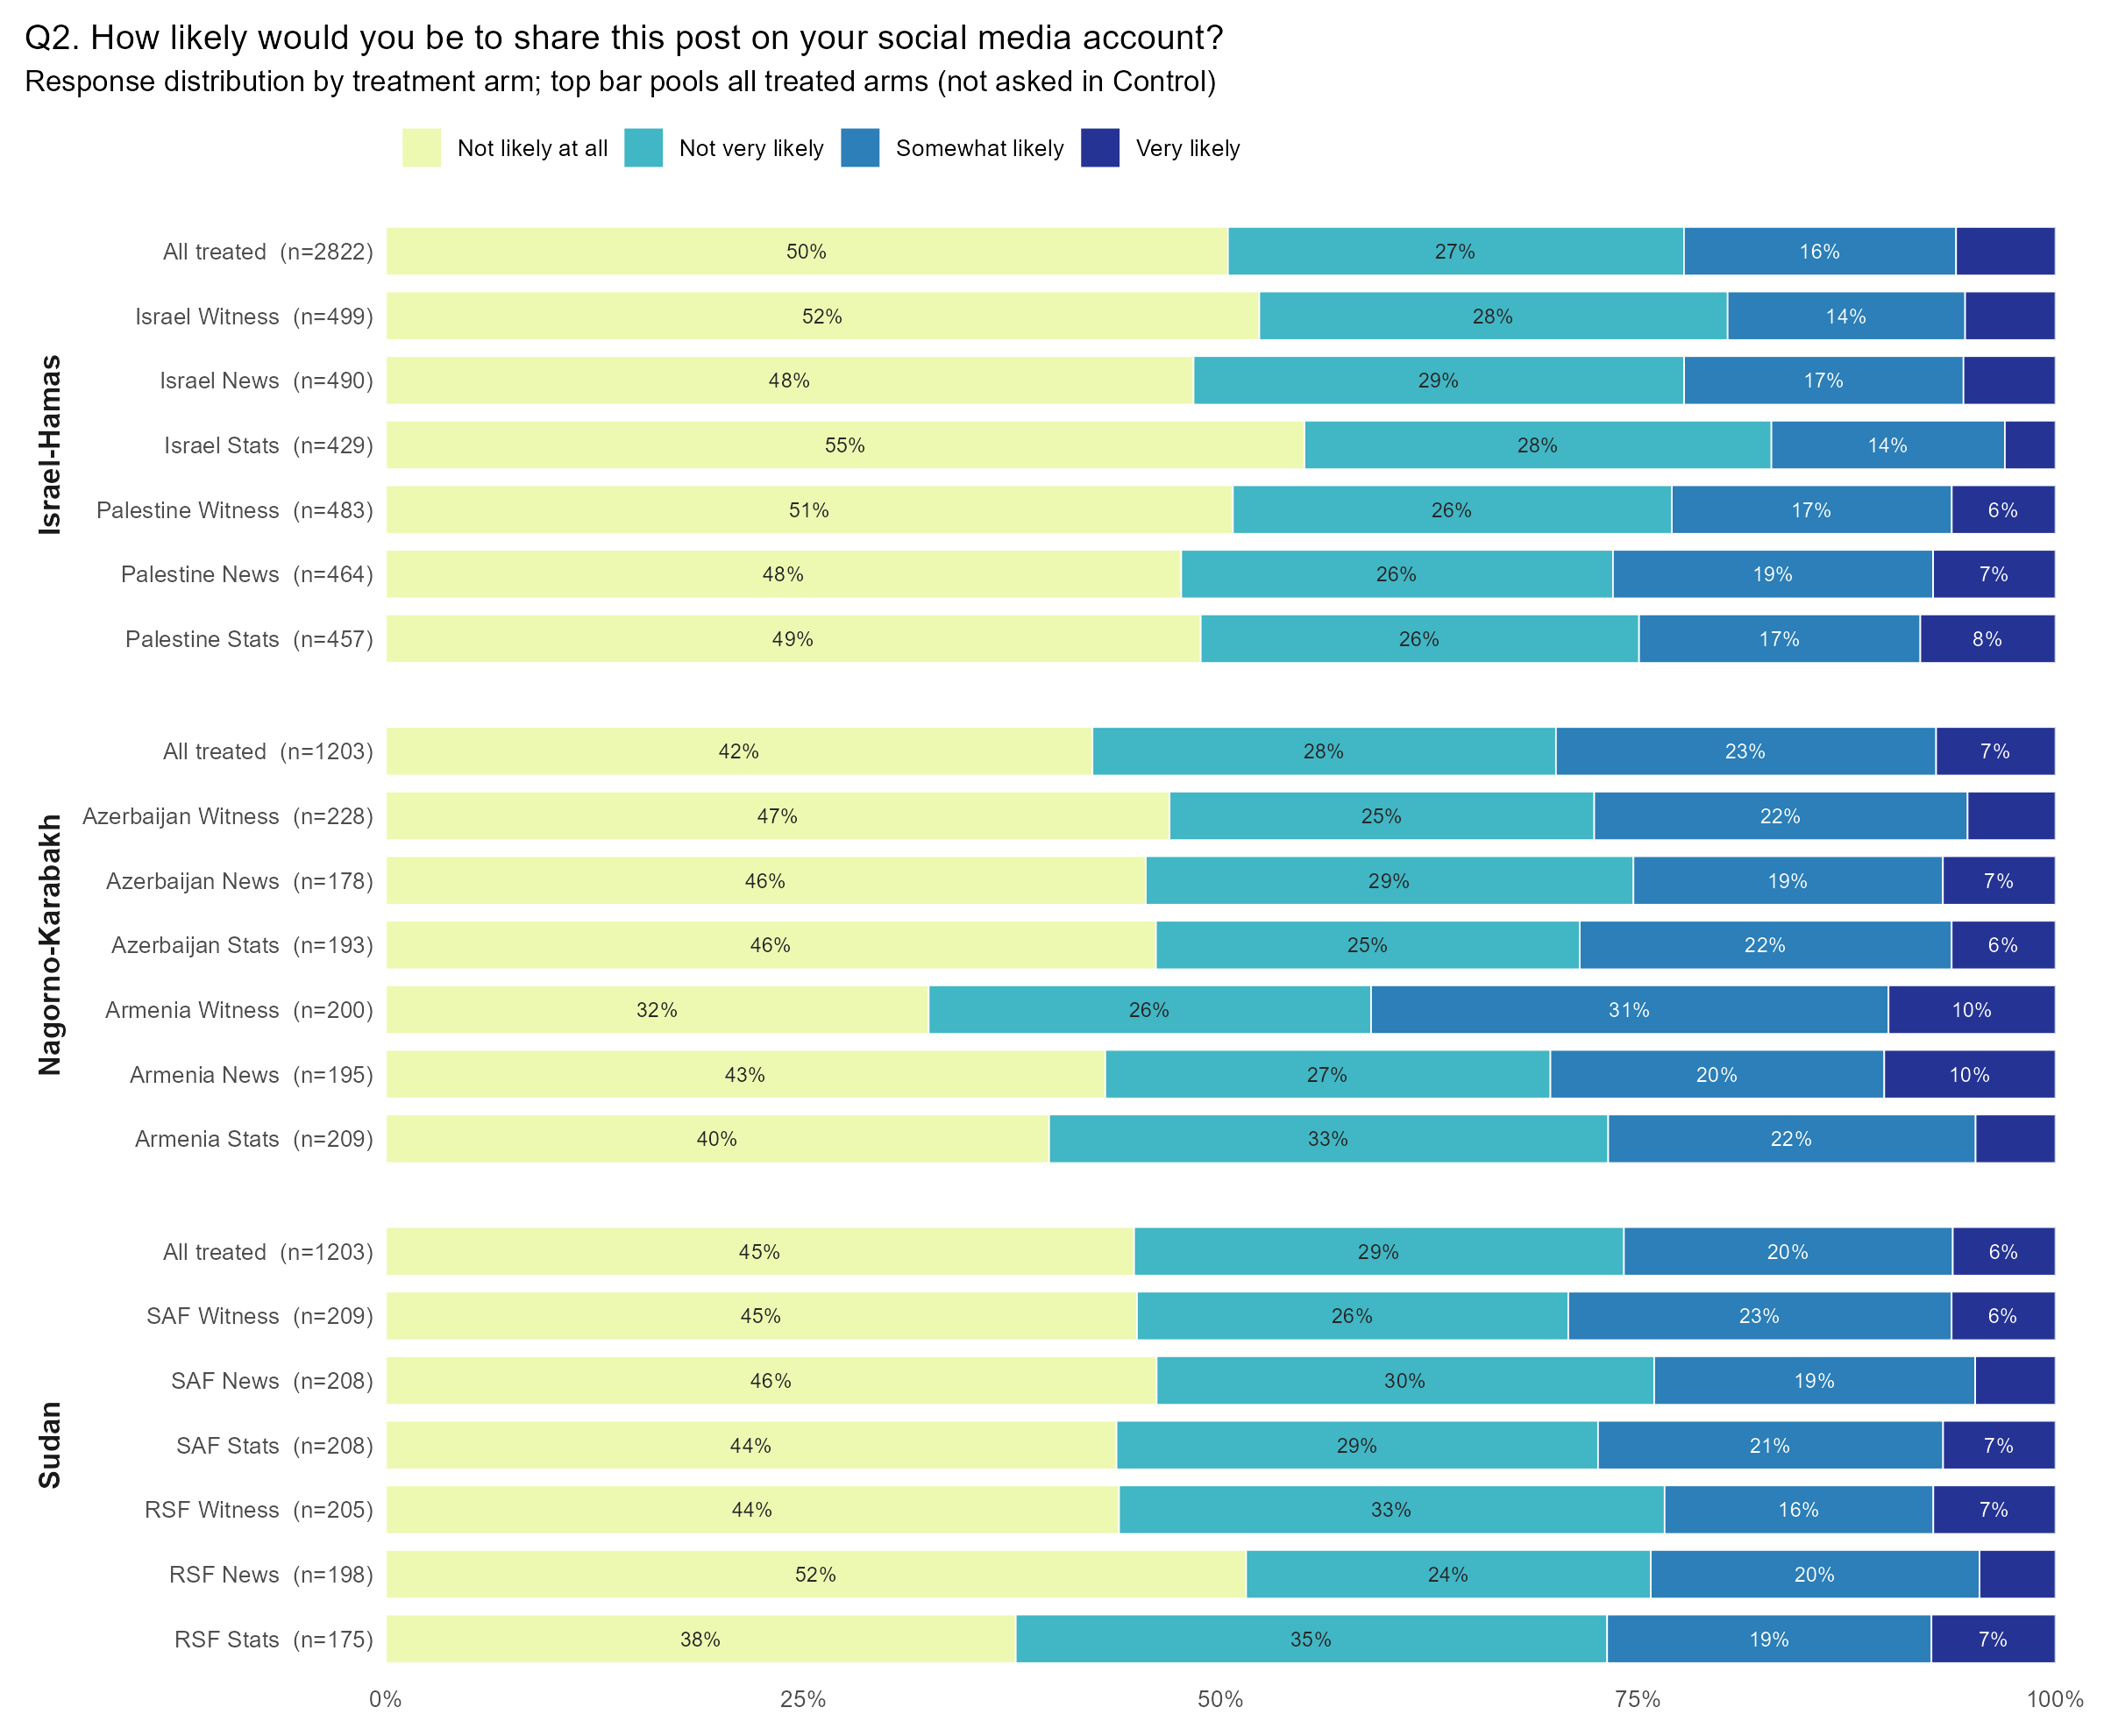 Q2. How likely would you be to share this post on your social media account?
Response distribution by treatment arm; top bar pools all treated arms (not asked in Control)
Not likely at all Not very likely Somewhat likely Very likely
Israel-Hamas
All treated (n=2822) 50% 27% 16%
Israel Witness (n=499) 52% 28% 14%
Israel News (n=490) 48% 29% 17%
Israel Stats (n=429) 55% 28% 14%
Palestine Witness (n=483) 51% 26% 17% 6%
Palestine News (n=464) 48% 26% 19% 7%
Palestine Stats (n=457) 49% 26% 17% 8%
Nagorno-Karabakh
All treated (n=1203) 42% 28% 23% 7%
Azerbaijan Witness (n=228) 47% 25% 22%
Azerbaijan News (n=178) 46% 29% 19% 7%
Azerbaijan Stats (n=193) 46% 25% 22% 6%
Armenia Witness (n=200) 32% 26% 31% 10%
Armenia News (n=195) 43% 27% 20% 10%
Armenia Stats (n=209) 40% 33% 22%
Sudan
All treated (n=1203) 45% 29% 20% 6%
SAF Witness (n=209) 45% 26% 23% 6%
SAF News (n=208) 46% 30% 19%
SAF Stats (n=208) 44% 29% 21% 7%
RSF Witness (n=205) 44% 33% 16% 7%
RSF News (n=198) 52% 24% 20%
RSF Stats (n=175) 38% 35% 19% 7%
0% 25% 50% 75% 100%